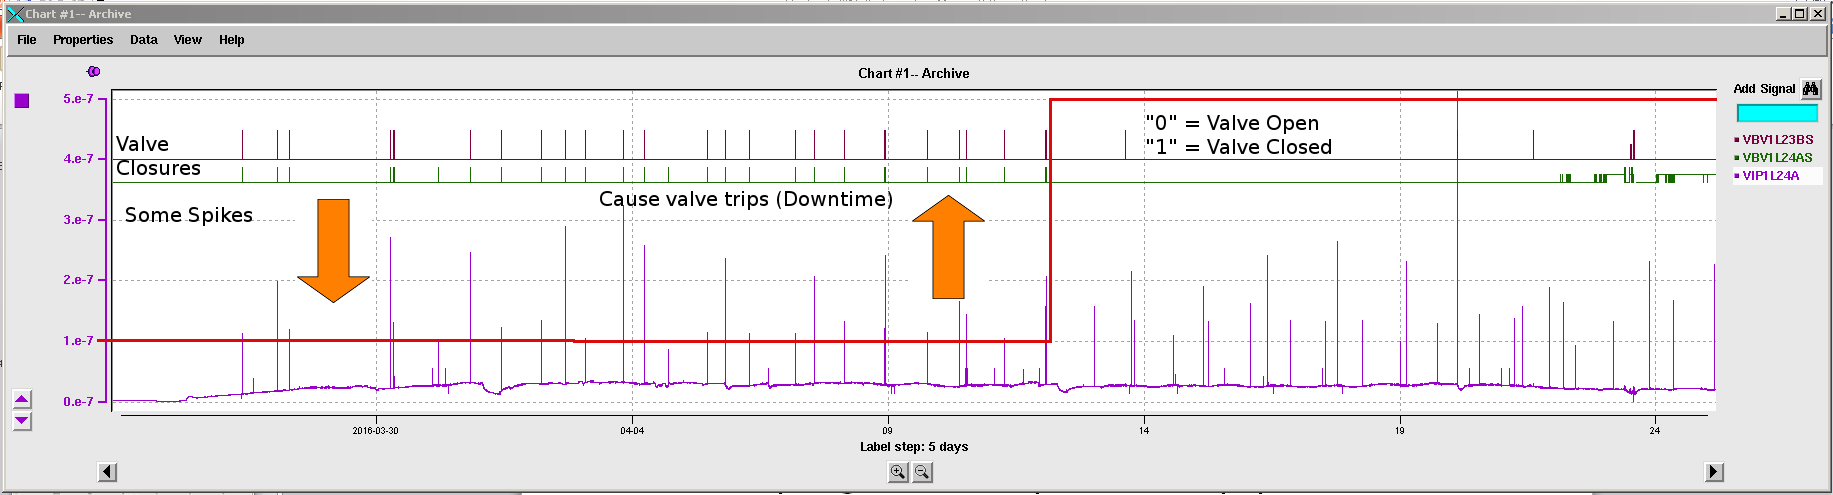 Chart #1-- Archive
File Properties Data View Help
Chart #1-- Archive
5.e-7
4.e-7
3.e-7
2.e-7
1.e-7
0.e-7
Valve
Closures
Some Spikes
Cause valve trips (Downtime)
"0" = Valve Open
"1" = Valve Closed
Add Signal
VBV1L23BS
VBV1L24AS
VIP1L24A
2016-03-30 04-04 09 14 19 24
Label step: 5 days